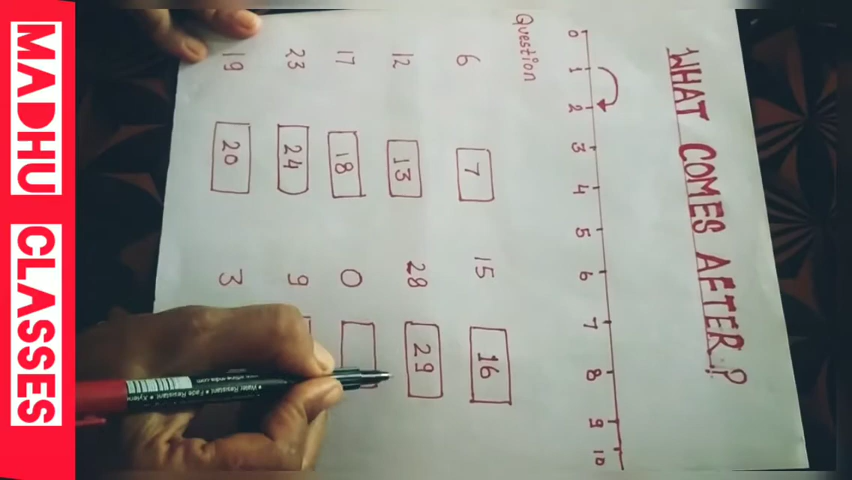 MADHU CLASSES
WHAT COMES AFTER ?
0 1 2 3 4 5 6 7 8 9 10
Question
6 7 15 16
12 13 28 29
17 18 0
23 24 9
19 20 3